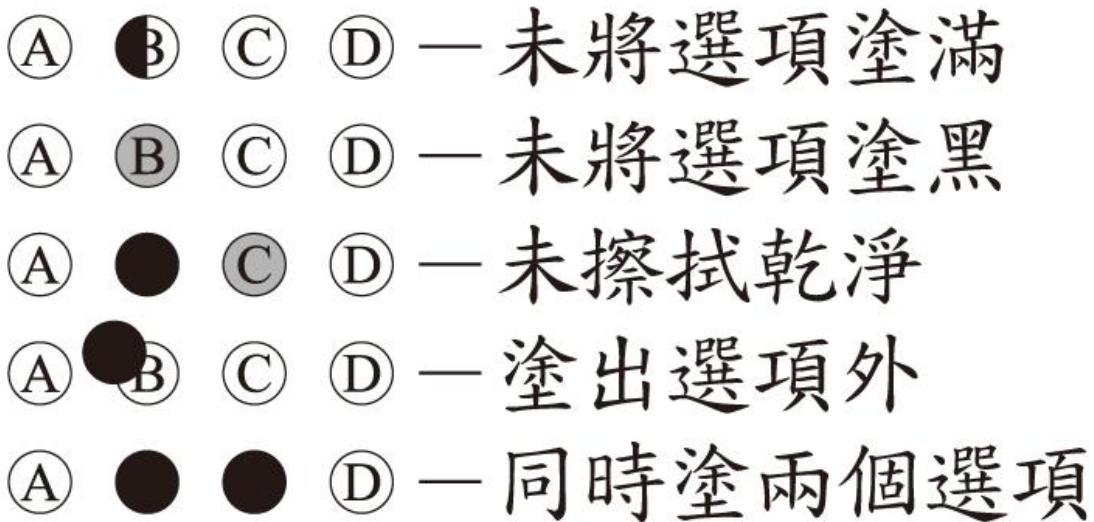 Ⓐ Ⓑ Ⓒ Ⓓ — 未將選項塗滿
Ⓐ Ⓑ Ⓒ Ⓓ — 未將選項塗黑
Ⓐ ● Ⓒ Ⓓ — 未擦拭乾淨
Ⓐ Ⓑ Ⓒ Ⓓ — 塗出選項外
Ⓐ ● ● Ⓓ — 同時塗兩個選項